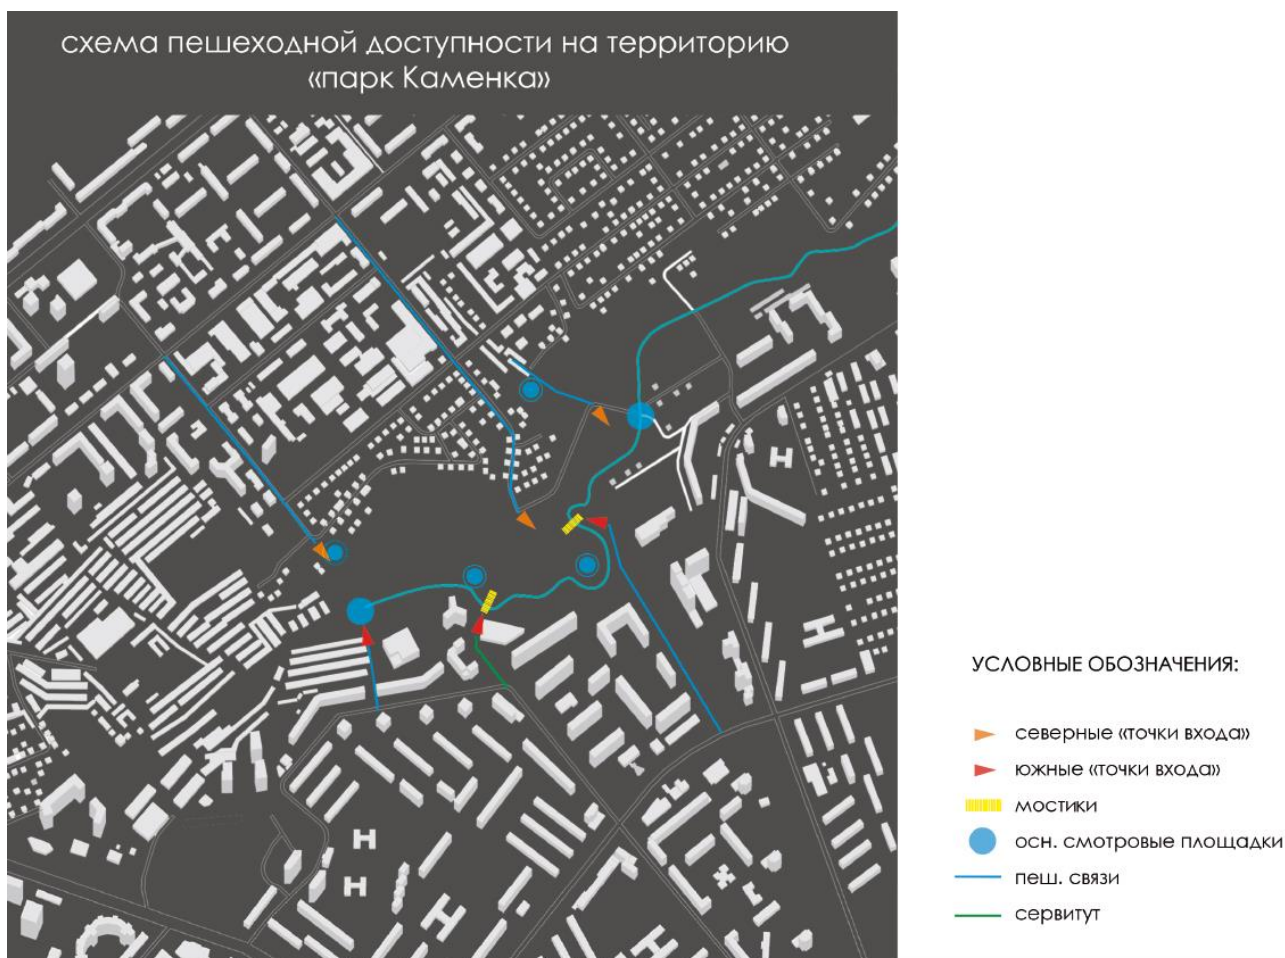 схема пешеходной доступности на территорию
«парк Каменка»
УСЛОВНЫЕ ОБОЗНАЧЕНИЯ:
северные «точки входа»
южные «точки входа»
мостики
осн. смотровые площадки
пеш. связи
сервитут